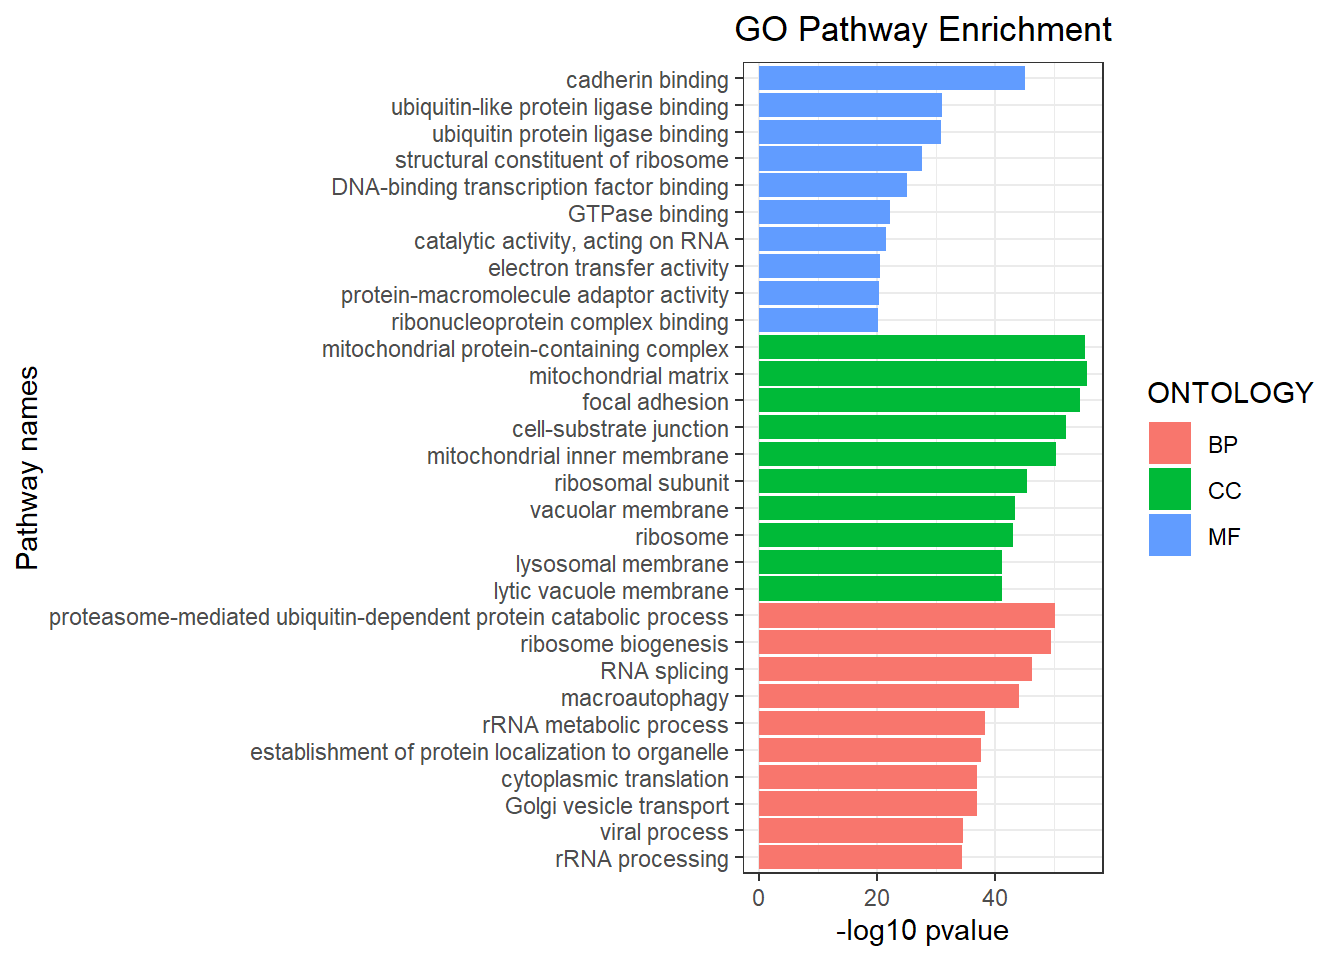 GO Pathway Enrichment
Pathway names
cadherin binding
ubiquitin-like protein ligase binding
ubiquitin protein ligase binding
structural constituent of ribosome
DNA-binding transcription factor binding
GTPase binding
catalytic activity, acting on RNA
electron transfer activity
protein-macromolecule adaptor activity
ribonucleoprotein complex binding
mitochondrial protein-containing complex
mitochondrial matrix
focal adhesion
cell-substrate junction
mitochondrial inner membrane
ribosomal subunit
vacuolar membrane
ribosome
lysosomal membrane
lytic vacuole membrane
proteasome-mediated ubiquitin-dependent protein catabolic process
ribosome biogenesis
RNA splicing
macroautophagy
rRNA metabolic process
establishment of protein localization to organelle
cytoplasmic translation
Golgi vesicle transport
viral process
rRNA processing
0 20 40
-log10 pvalue
ONTOLOGY
BP
CC
MF